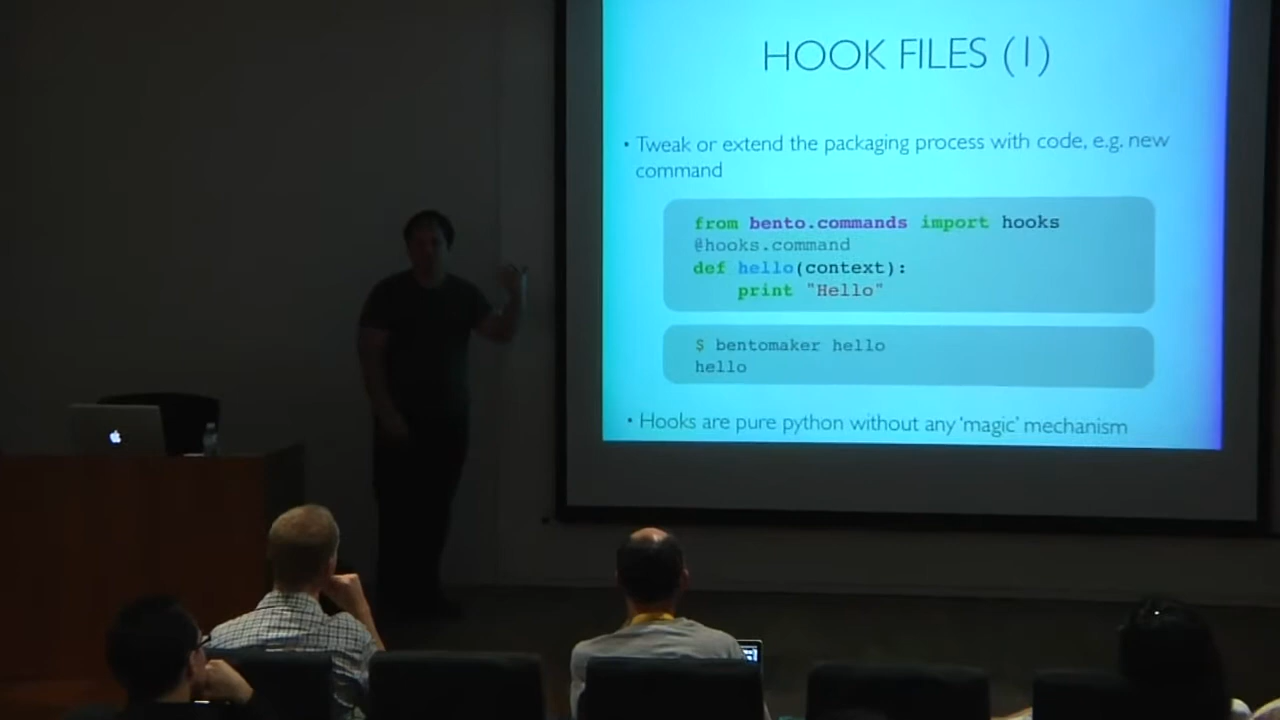 HOOK FILES (1)
• Tweak or extend the packaging process with code, e.g. new
command
from bento.commands import hooks
@hooks.command
def hello(context):
print "Hello"
$ bentomaker hello
hello
• Hooks are pure python without any 'magic' mechanism